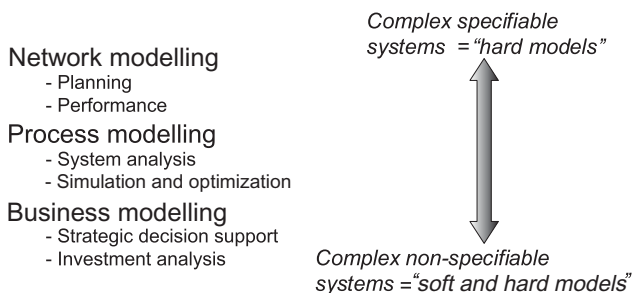 Complex specifiable
systems = “hard models”
Network modelling
- Planning
- Performance
Process modelling
- System analysis
- Simulation and optimization
Business modelling
- Strategic decision support
- Investment analysis
Complex non-specifiable
systems =“soft and hard models”